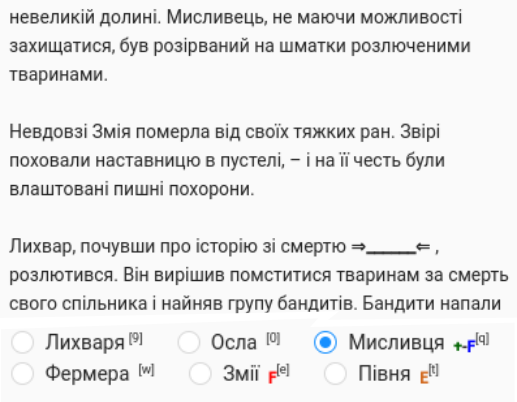 невеликій долині. Мисливець, не маючи можливості
захищатися, був розірваний на шматки розлюченими
тваринами.
Невдовзі Змія померла від своїх тяжких ран. Звірі
поховали наставницю в пустелі, – і на її честь були
влаштовані пишні похорони.
Лихвар, почувши про історію зі смертю ⇒______⇐ ,
розлютився. Він вирішив помститися тваринам за смерть
свого спільника і найняв групу бандитів. Бандити напали
Лихваря [9] Осла [0] Мисливця +-F[q]
Фермера [w] Змії F[e] Півня E[t]